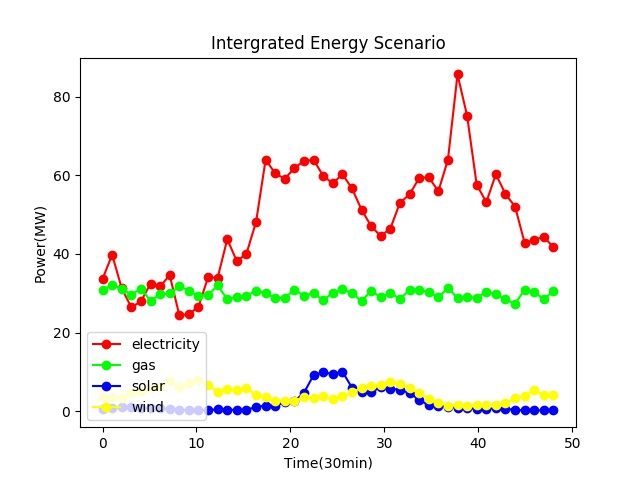 Intergrated Energy Scenario
Power(MW)
80
60
40
20
0
electricity
gas
solar
wind
0 10 20 30 40 50
Time(30min)